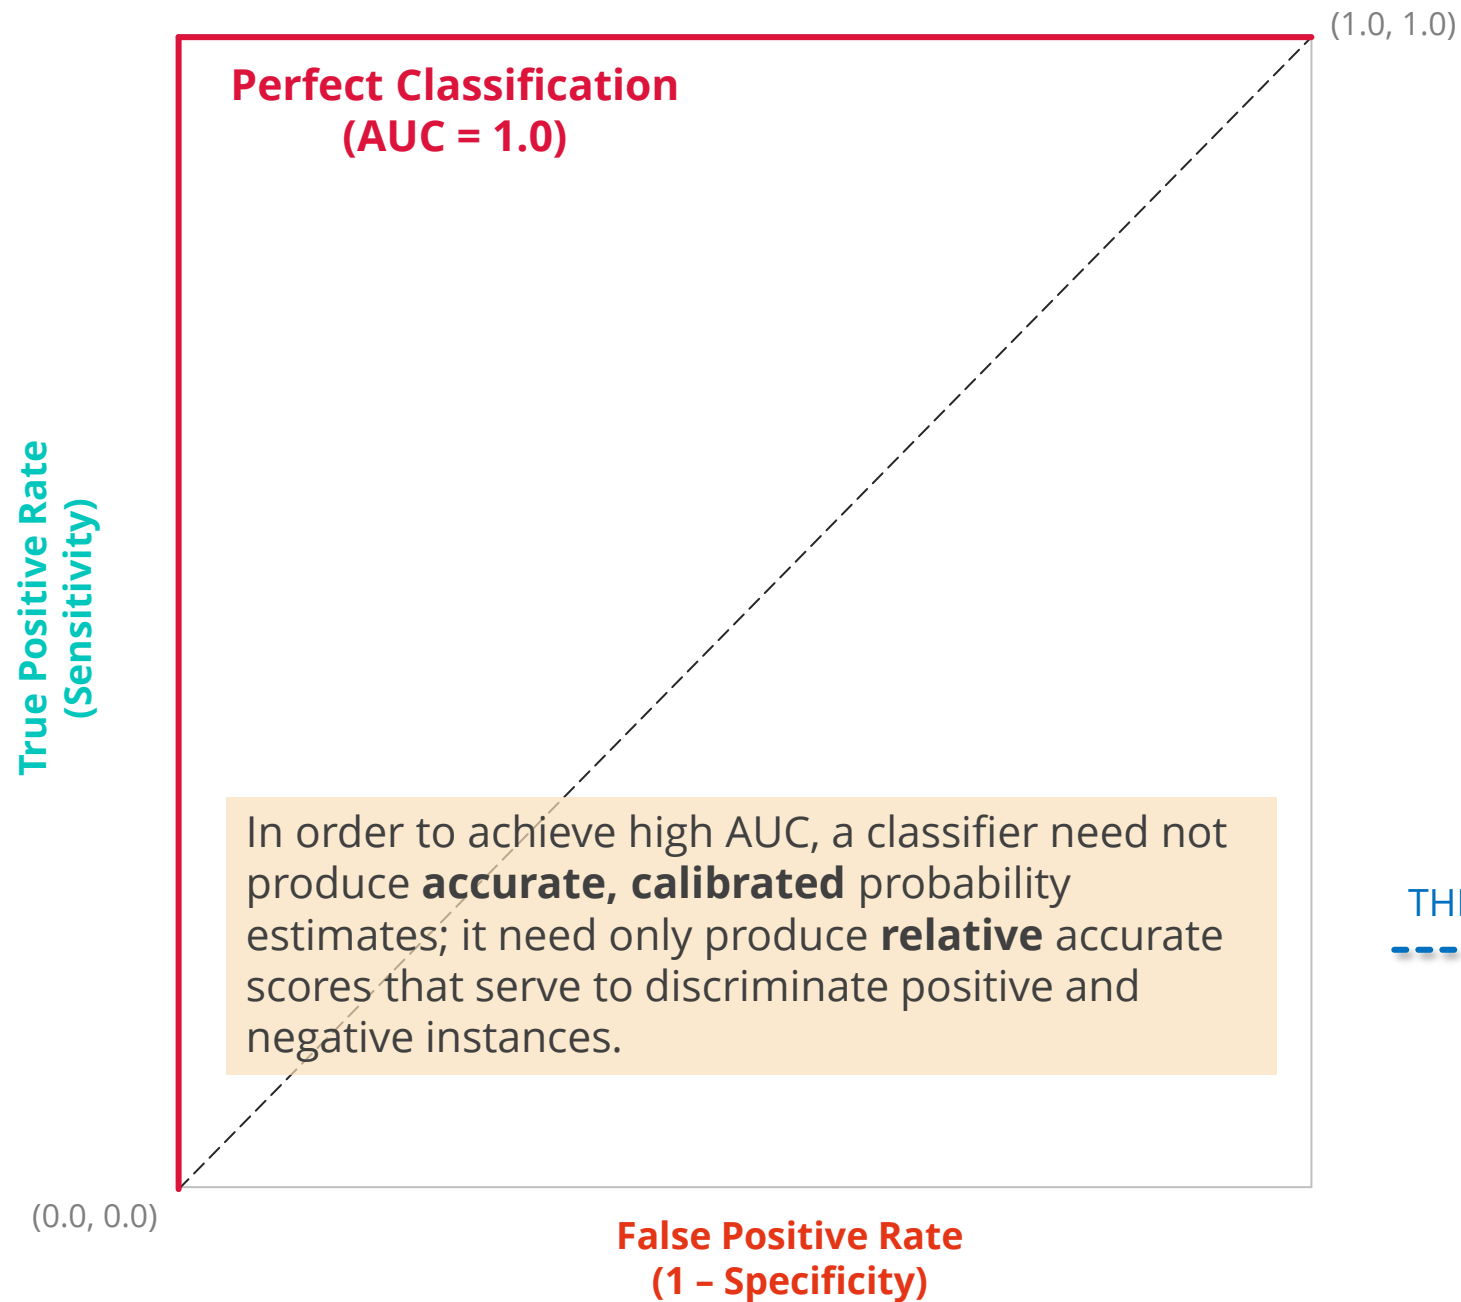 (1.0, 1.0)
Perfect Classification
(AUC = 1.0)
True Positive Rate
(Sensitivity)
In order to achieve high AUC, a classifier need not
produce accurate, calibrated probability
estimates; it need only produce relative accurate
scores that serve to discriminate positive and
negative instances.
(0.0, 0.0)
False Positive Rate
(1 – Specificity)